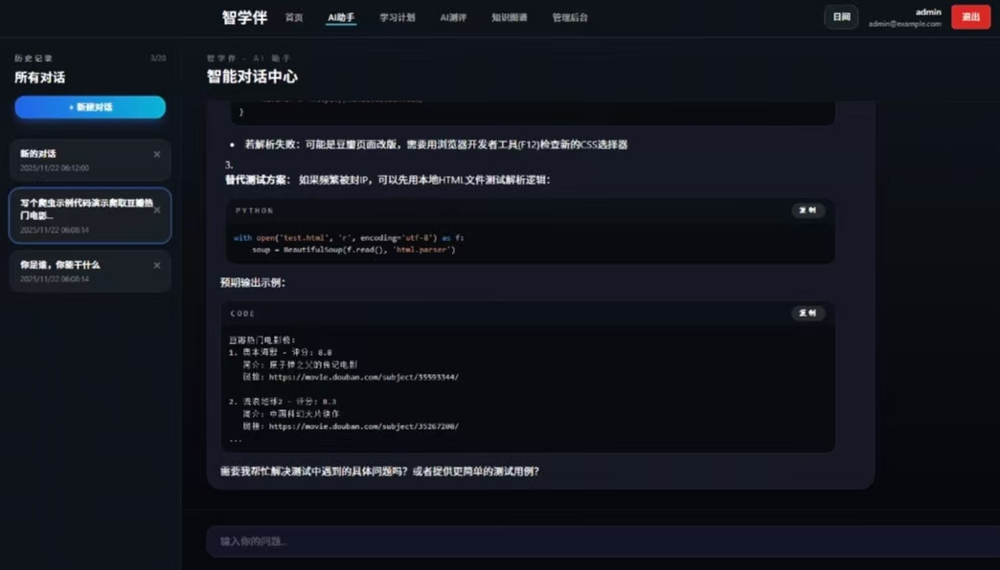 智学伴 首页 AI助手 学习计划 AI测评 知识图谱 管理后台 日间 admin 退出
admin@example.com
历史记录 3/20
所有对话
+ 新建对话
新的对话 ×
2025/11/22 06:12:00
写个爬虫示例代码演示爬取豆瓣热
门电影... ×
2025/11/22 06:08:14
你是谁，你能干什么 ×
2025/11/22 06:08:14
智学伴 · AI 助手
智能对话中心
}
• 若解析失败：可能是豆瓣页面改版，需要用浏览器开发者工具(F12)检查新的CSS选择器
3.
替代测试方案： 如果频繁被封IP，可以先用本地HTML文件测试解析逻辑：
PYTHON 复制
with open('test.html', 'r', encoding='utf-8') as f:
soup = BeautifulSoup(f.read(), 'html.parser')
预期输出示例：
CODE 复制
豆瓣热门电影榜:
1. 奥本海默 - 评分: 8.8
简介: 原子弹之父的传记电影
链接: https://movie.douban.com/subject/35593344/
2. 流浪地球2 - 评分: 8.3
简介: 中国科幻大片续作
链接: https://movie.douban.com/subject/35267208/
...
需要我帮忙解决测试中遇到的具体问题吗？或者提供更简单的测试用例？
输入你的问题...